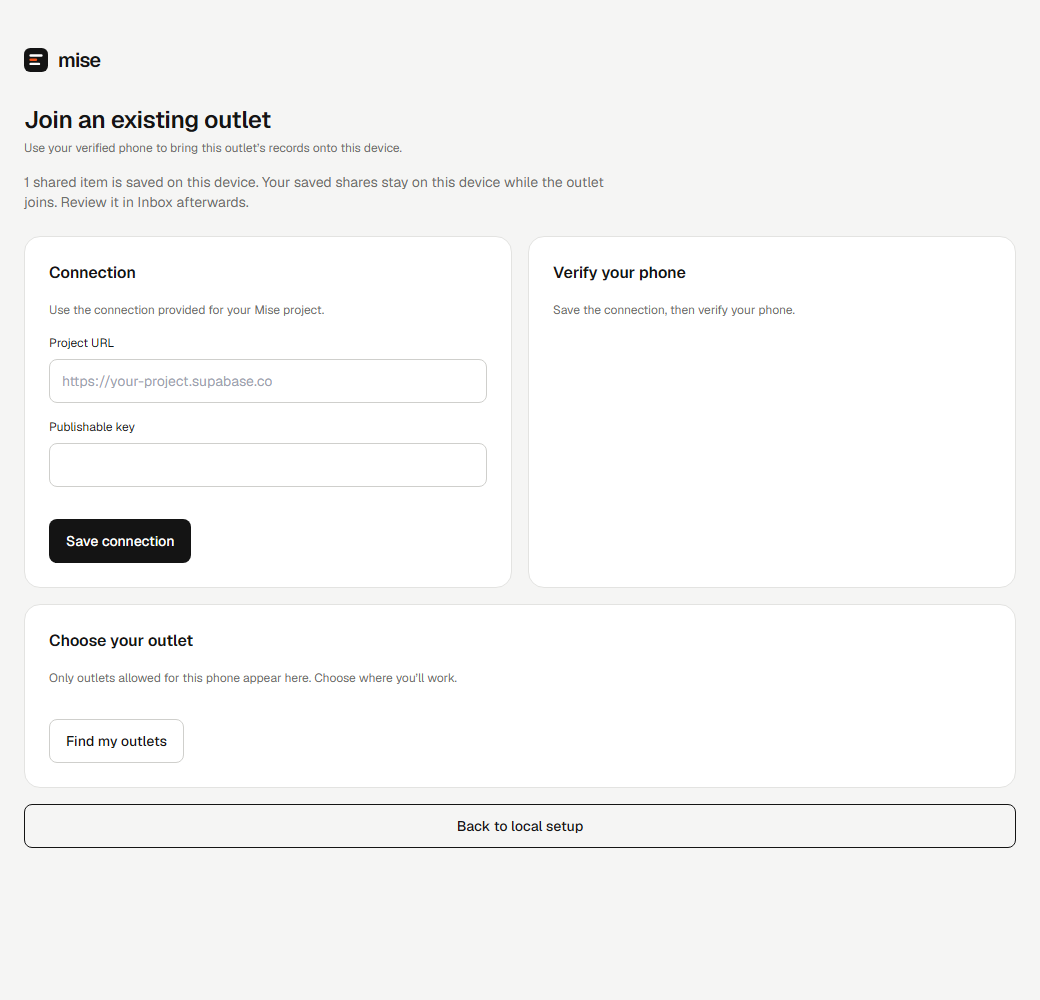 mise
Join an existing outlet
Use your verified phone to bring this outlet's records onto this device.
1 shared item is saved on this device. Your saved shares stay on this device while the outlet
joins. Review it in Inbox afterwards.
Connection
Use the connection provided for your Mise project.
Project URL
https://your-project.supabase.co
Publishable key
Save connection
Verify your phone
Save the connection, then verify your phone.
Choose your outlet
Only outlets allowed for this phone appear here. Choose where you'll work.
Find my outlets
Back to local setup